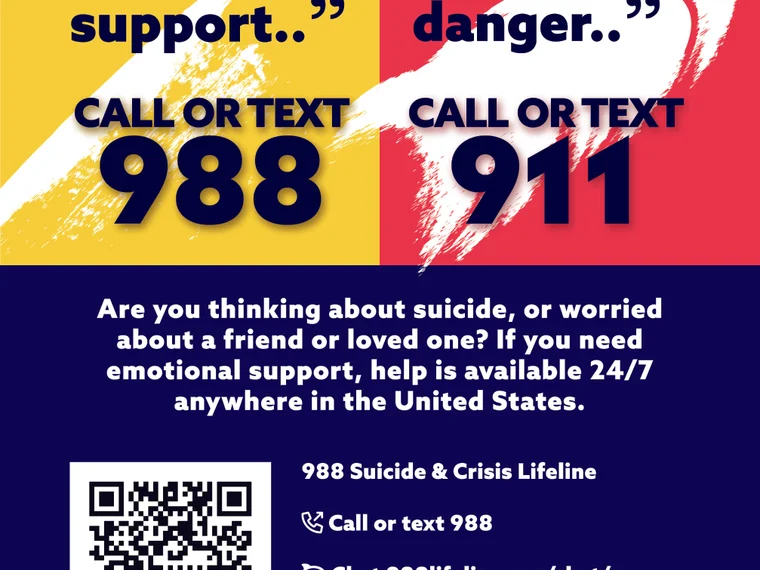 support..”
danger..”
CALL OR TEXT
988
CALL OR TEXT
911
Are you thinking about suicide, or worried
about a friend or loved one? If you need
emotional support, help is available 24/7
anywhere in the United States.
988 Suicide & Crisis Lifeline
Call or text 988